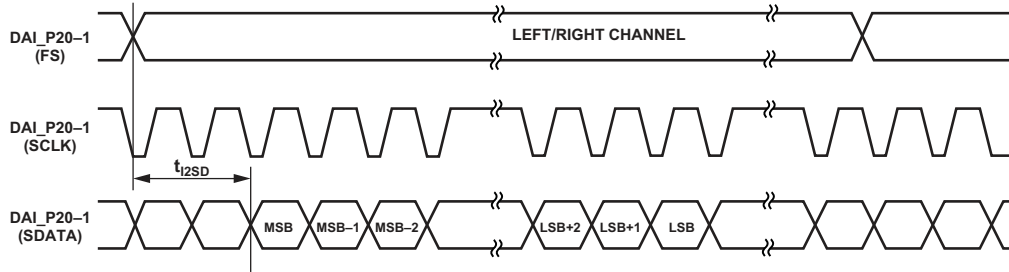 DAI_P20–1
(FS)
LEFT/RIGHT CHANNEL
DAI_P20–1
(SCLK)
tI2SD
DAI_P20–1
(SDATA)
MSB MSB–1 MSB–2 LSB+2 LSB+1 LSB